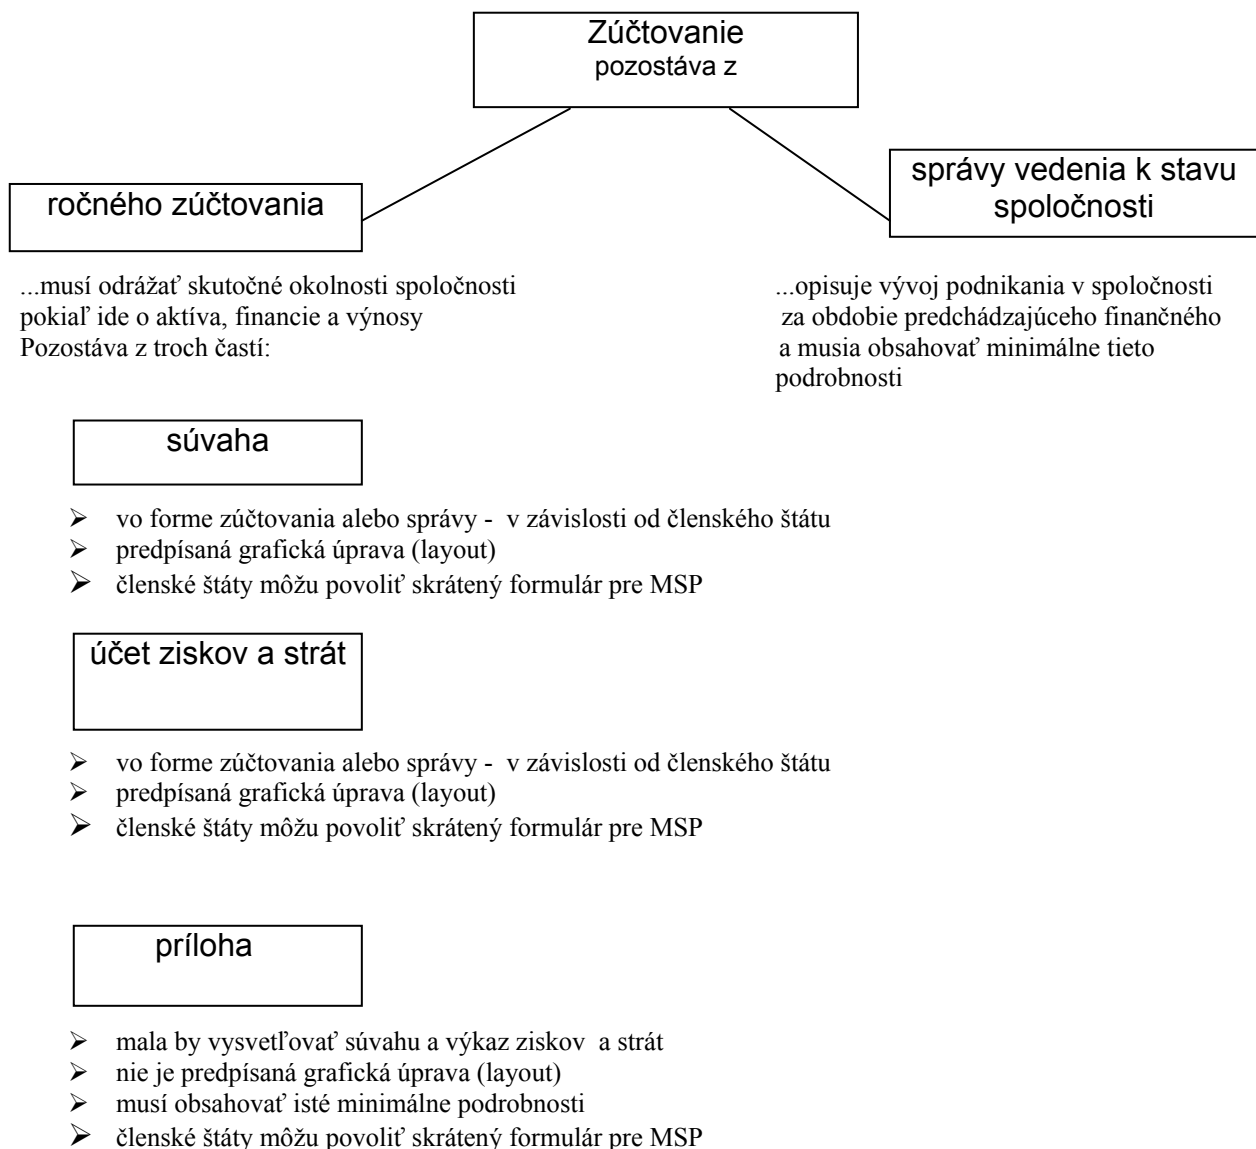 Zúčtovanie
pozostáva z
ročného zúčtovania
správy vedenia k stavu
spoločnosti
...musí odrážať skutočné okolnosti spoločnosti
pokiaľ ide o aktíva, financie a výnosy
Pozostáva z troch častí:
...opisuje vývoj podnikania v spoločnosti
za obdobie predchádzajúceho finančného
a musia obsahovať minimálne tieto
podrobnosti
súvaha
➢ vo forme zúčtovania alebo správy - v závislosti od členského štátu
➢ predpísaná grafická úprava (layout)
➢ členské štáty môžu povoliť skrátený formulár pre MSP
účet ziskov a strát
➢ vo forme zúčtovania alebo správy - v závislosti od členského štátu
➢ predpísaná grafická úprava (layout)
➢ členské štáty môžu povoliť skrátený formulár pre MSP
príloha
➢ mala by vysvetľovať súvahu a výkaz ziskov a strát
➢ nie je predpísaná grafická úprava (layout)
➢ musí obsahovať isté minimálne podrobnosti
➢ členské štáty môžu povoliť skrátený formulár pre MSP